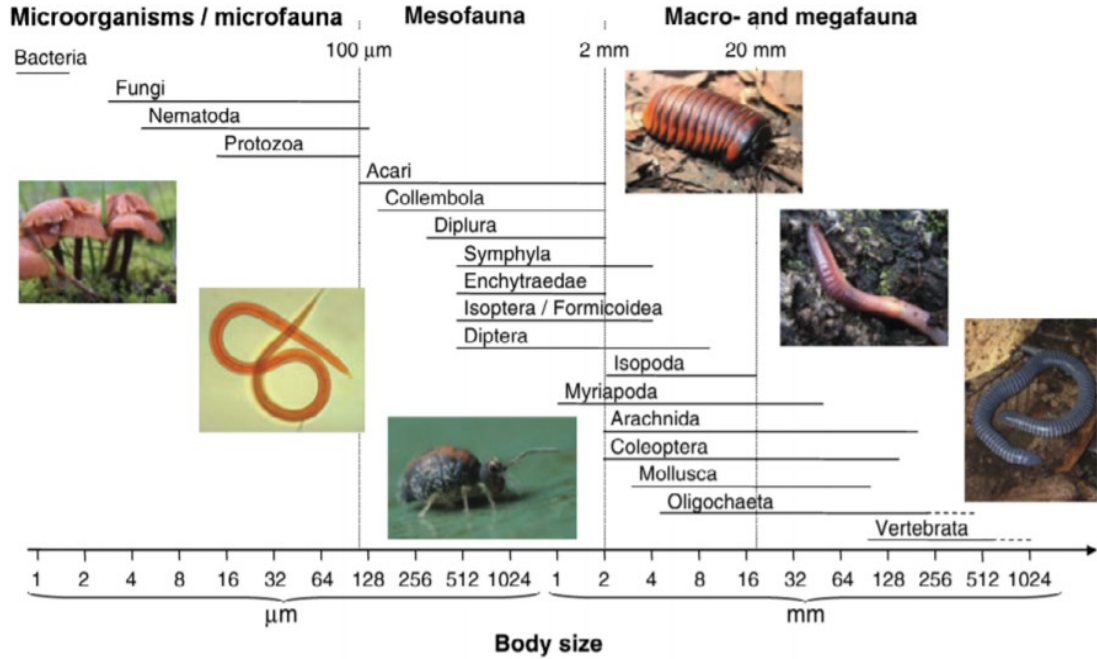 Microorganisms / microfauna Mesofauna Macro- and megafauna
100 µm 2 mm 20 mm
Bacteria
Fungi
Nematoda
Protozoa
Acari
Collembola
Diplura
Symphyla
Enchytraedae
Isoptera / Formicoidea
Diptera
Isopoda
Myriapoda
Arachnida
Coleoptera
Mollusca
Oligochaeta
Vertebrata
1 2 4 8 16 32 64 128 256 512 1024 1 2 4 8 16 32 64 128 256 512 1024
µm mm
Body size